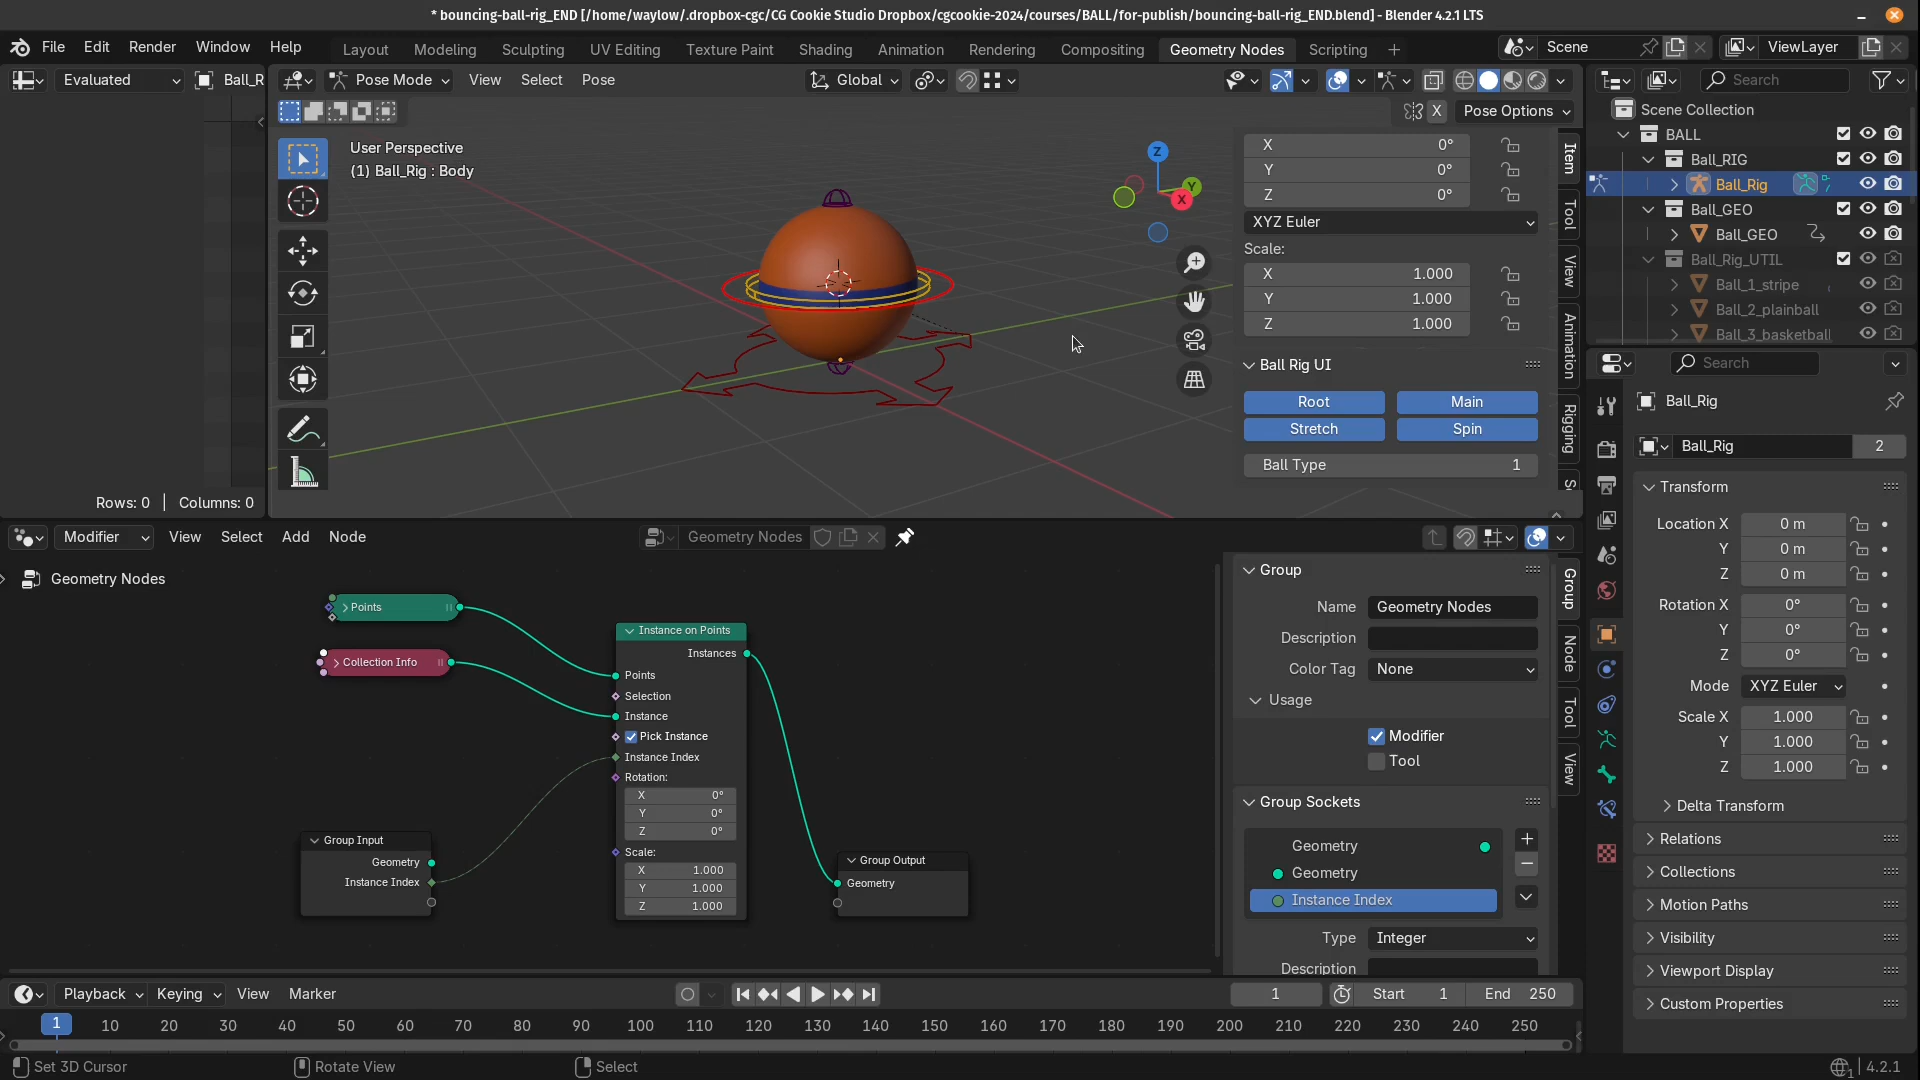 * bouncing-ball-rig_END [/home/waylow/.dropbox-cgc/CG Cookie Studio Dropbox/cgcookie-2024/courses/BALL/for-publish/bouncing-ball-rig_END.blend] - Blender 4.2.1 LTS
File Edit Render Window Help Layout Modeling Sculpting UV Editing Texture Paint Shading Animation Rendering Compositing Geometry Nodes Scripting Scene ViewLayer
Evaluated Ball_R Pose Mode View Select Pose Global Search
X Pose Options
Scene Collection
BALL
Ball_RIG
Ball_Rig
Ball_GEO
Ball_GEO
Ball_Rig_UTIL
Ball_1_stripe
Ball_2_plainball
Ball_3_basketball
User Perspective
(1) Ball_Rig : Body
Z
Y
X
X 0°
Y 0°
Z 0°
XYZ Euler
Scale:
X 1.000
Y 1.000
Z 1.000
Ball Rig UI
Root Main
Stretch Spin
Ball Type 1
Item
Tool
View
Animation
Rigging
Rows: 0 | Columns: 0
Modifier View Select Add Node Geometry Nodes
Geometry Nodes
Points
Collection Info
Instance on Points
Instances
Points
Selection
Instance
Pick Instance
Instance Index
Rotation:
X 0°
Y 0°
Z 0°
Scale:
X 1.000
Y 1.000
Z 1.000
Group Input
Geometry
Instance Index
Group Output
Geometry
Group
Name Geometry Nodes
Description
Color Tag None
Usage
Modifier
Tool
Group Sockets
Geometry
Geometry
Instance Index
Type Integer
Description
Group
Node
Tool
View
Search
Ball_Rig
Ball_Rig 2
Transform
Location X 0 m
Y 0 m
Z 0 m
Rotation X 0°
Y 0°
Z 0°
Mode XYZ Euler
Scale X 1.000
Y 1.000
Z 1.000
Delta Transform
Relations
Collections
Motion Paths
Visibility
Viewport Display
Custom Properties
Playback Keying View Marker 1 Start 1 End 250
1 10 20 30 40 50 60 70 80 90 100 110 120 130 140 150 160 170 180 190 200 210 220 230 240 250
Set 3D Cursor Rotate View Select 4.2.1